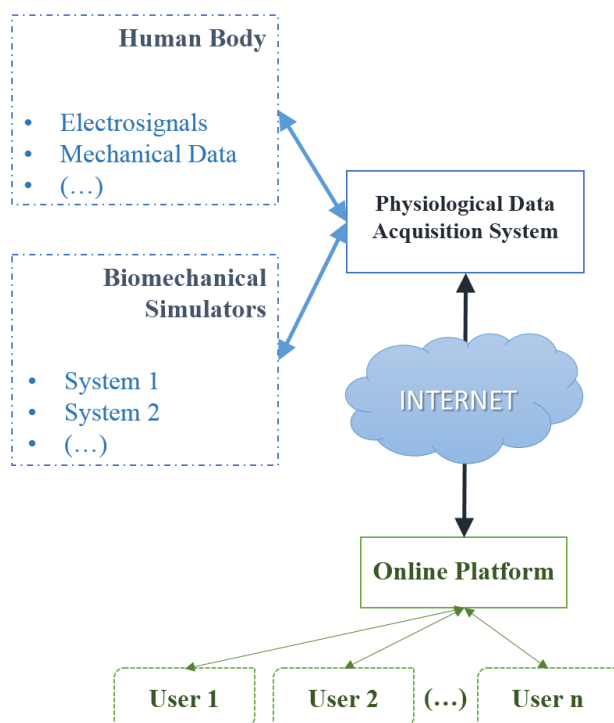 Human Body
• Electrosignals
• Mechanical Data
• (…)
Physiological Data
Acquisition System
Biomechanical
Simulators
• System 1
• System 2
• (…)
INTERNET
Online Platform
User 1
User 2
(…)
User n